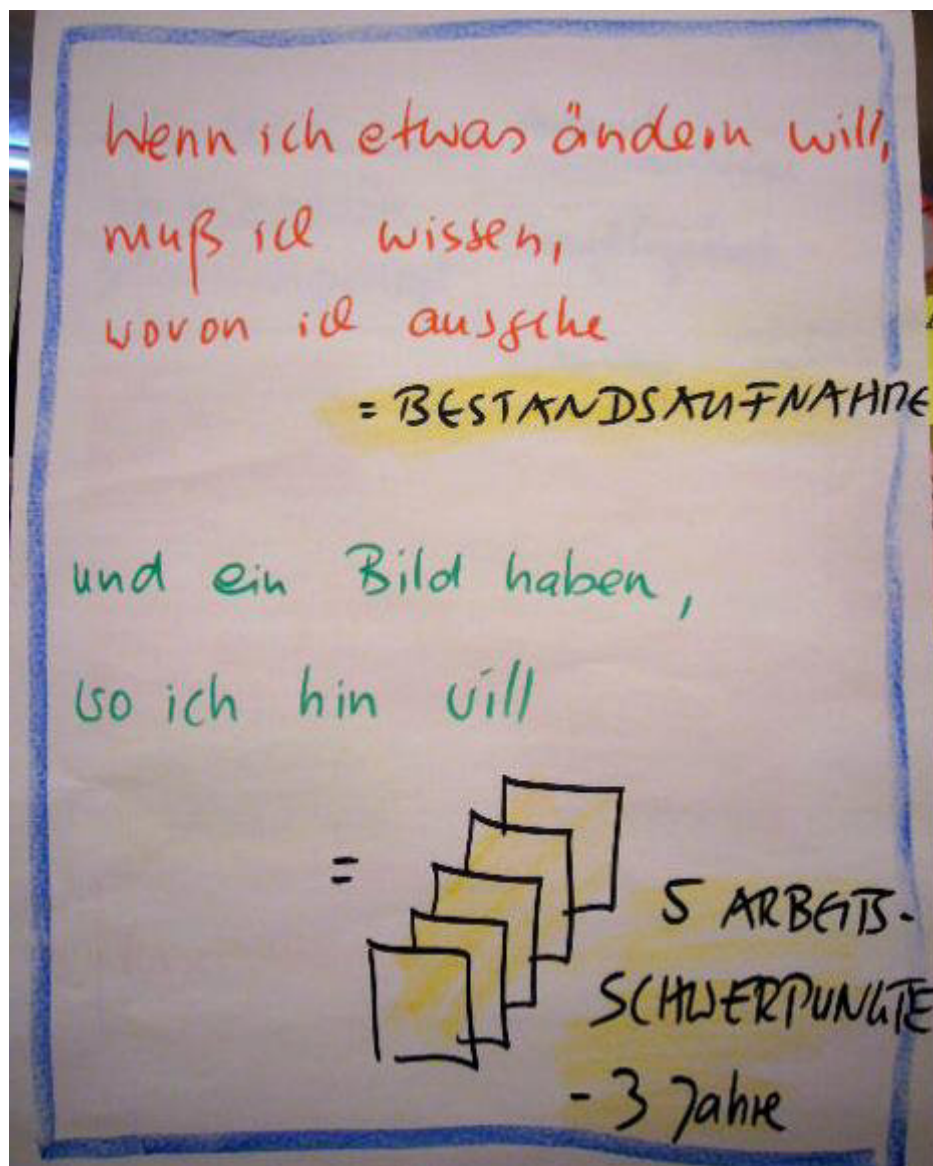 Wenn ich etwas ändern will,
muß ich wissen,
wovon ich ausgehe
= BESTANDSAUFNAHME
und ein Bild haben,
wo ich hin will
=
5 ARBEITS-
SCHWERPUNKTE
- 3 Jahre